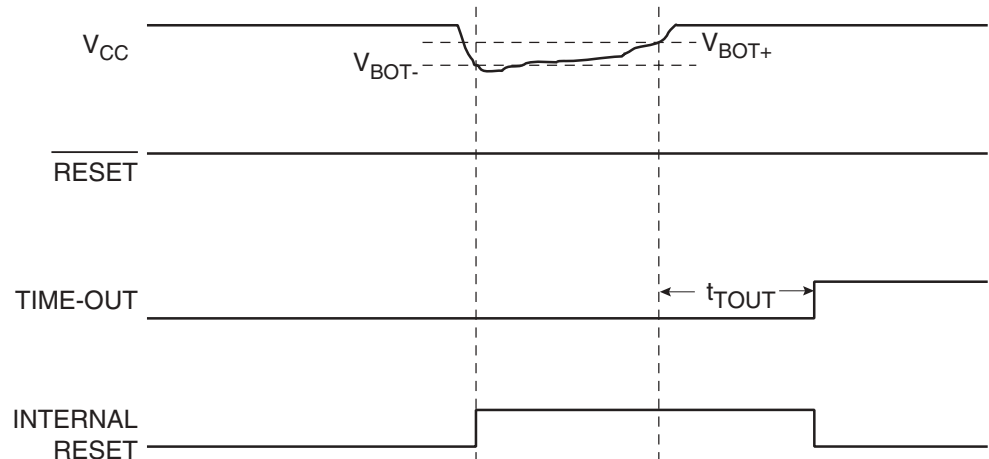 VCC
VBOT-
VBOT+
RESET
TIME-OUT
tTOUT
INTERNAL
RESET